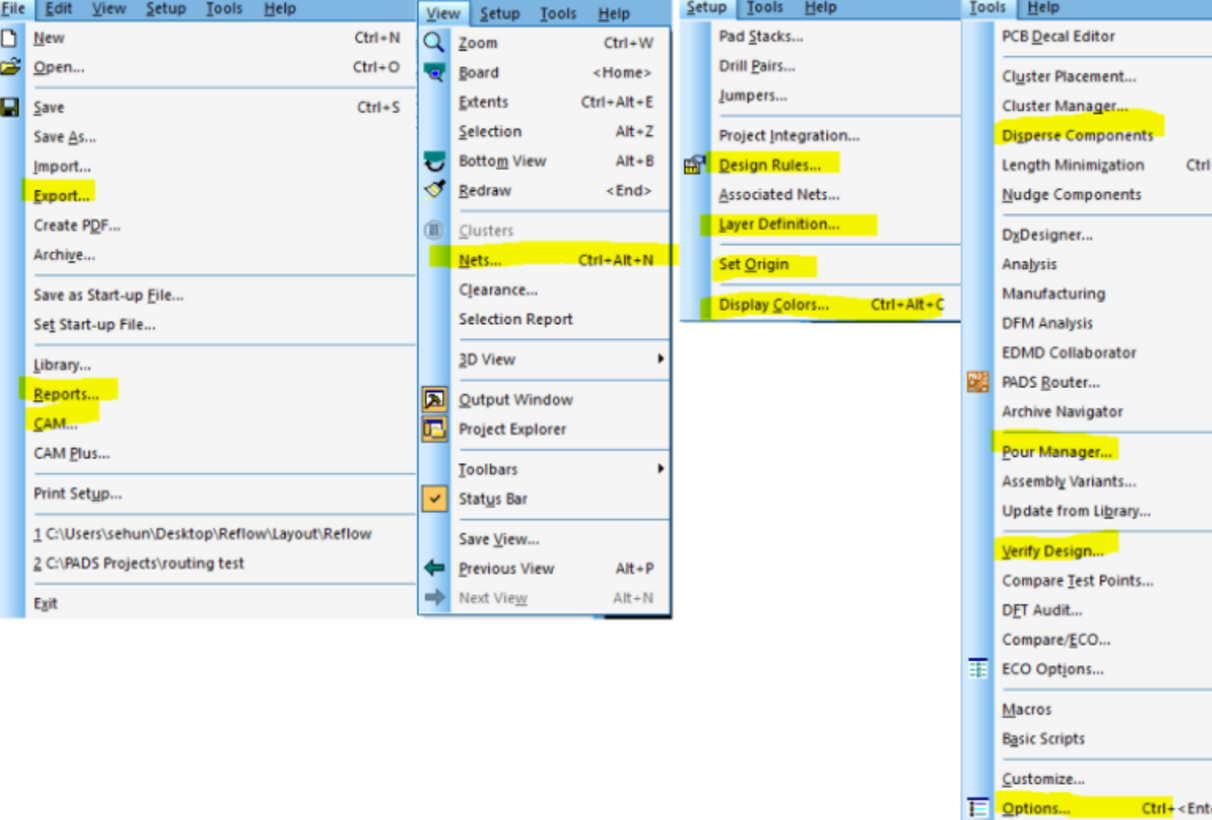 File Edit View Setup Tools Help
New Ctrl+N
Open... Ctrl+O
Save Ctrl+S
Save As...
Import...
Export...
Create PDF...
Archive...
Save as Start-up File...
Set Start-up File...
Library...
Reports...
CAM...
CAM Plus...
Print Setup...
1 C:\Users\sehun\Desktop\Reflow\Layout\Reflow
2 C:\PADS Projects\routing test
Exit
View Setup Tools Help
Zoom Ctrl+W
Board <Home>
Extents Ctrl+Alt+E
Selection Alt+Z
Bottom View Alt+B
Redraw <End>
Clusters
Nets... Ctrl+Alt+N
Clearance...
Selection Report
3D View
Output Window
Project Explorer
Toolbars
Status Bar
Save View...
Previous View Alt+P
Next View Alt+N
Setup Tools Help
Pad Stacks...
Drill Pairs...
Jumpers...
Project Integration...
Design Rules...
Associated Nets...
Layer Definition...
Set Origin
Display Colors... Ctrl+Alt+C
Tools Help
PCB Decal Editor
Cluster Placement...
Cluster Manager...
Disperse Components
Length Minimization Ctrl
Nudge Components
DxDesigner...
Analysis
Manufacturing
DFM Analysis
EDMD Collaborator
PADS Router...
Archive Navigator
Pour Manager...
Assembly Variants...
Update from Library...
Verify Design...
Compare Test Points...
DFT Audit...
Compare/ECO...
ECO Options...
Macros
Basic Scripts
Customize...
Options... Ctrl+<Ent